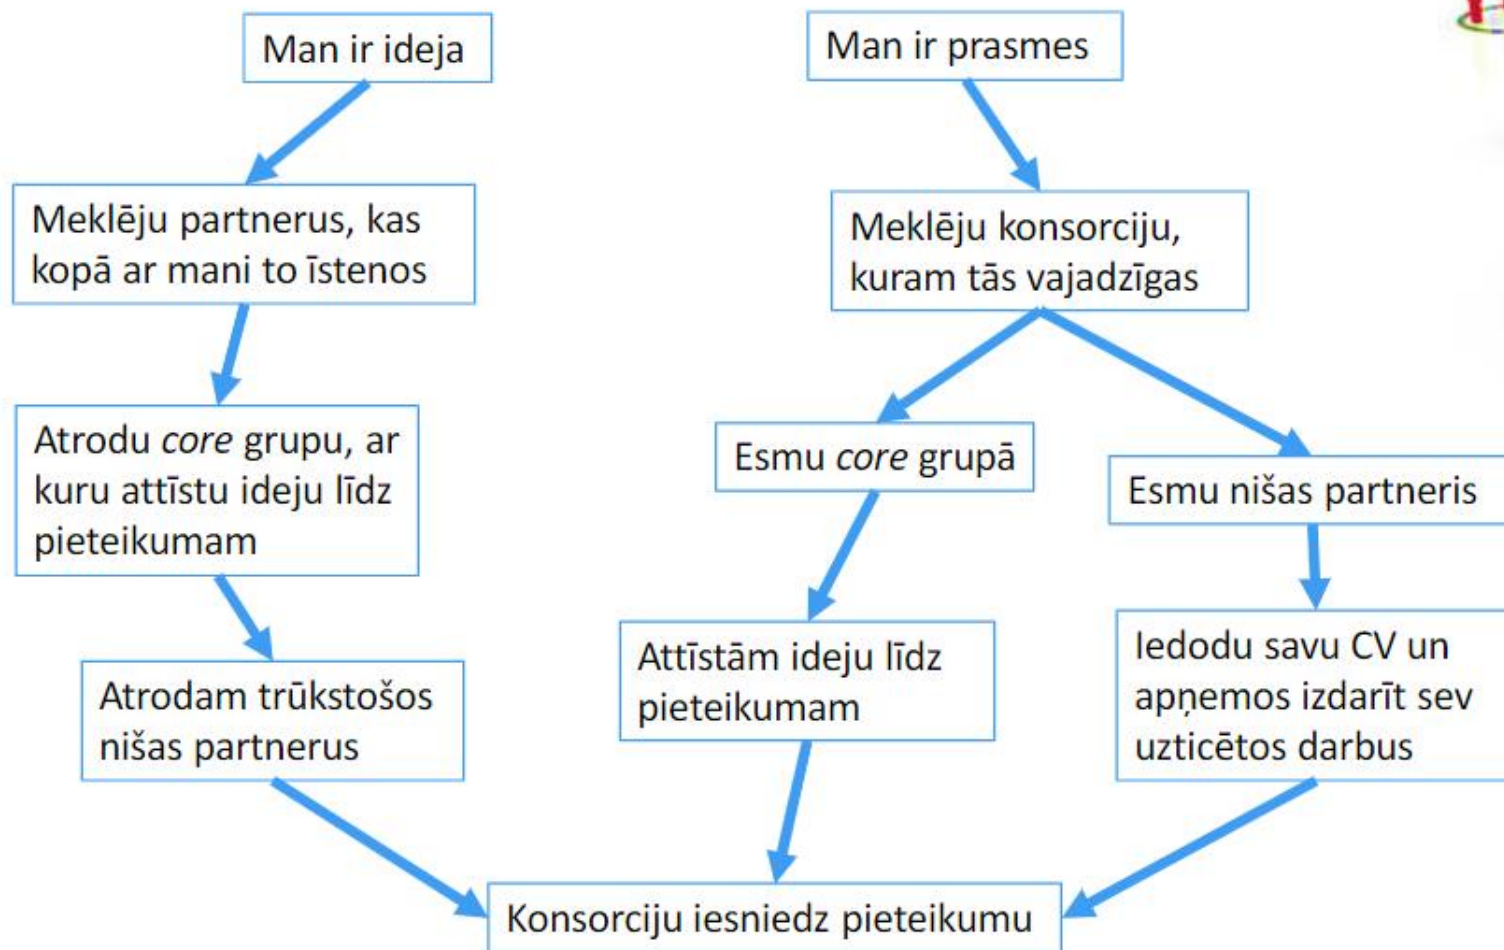 Man ir ideja
Meklēju partnerus, kas
kopā ar mani to īstenos
Atrodu core grupu, ar
kuru attīstu ideju līdz
pieteikumam
Atrodam trūkstošos
nišas partnerus
Man ir prasmes
Meklēju konsorciju,
kuram tās vajadzīgas
Esmu core grupā
Attīstām ideju līdz
pieteikumam
Esmu nišas partneris
Iedodu savu CV un
apņemos izdarīt sev
uzticētos darbus
Konsorciju iesniedz pieteikumu